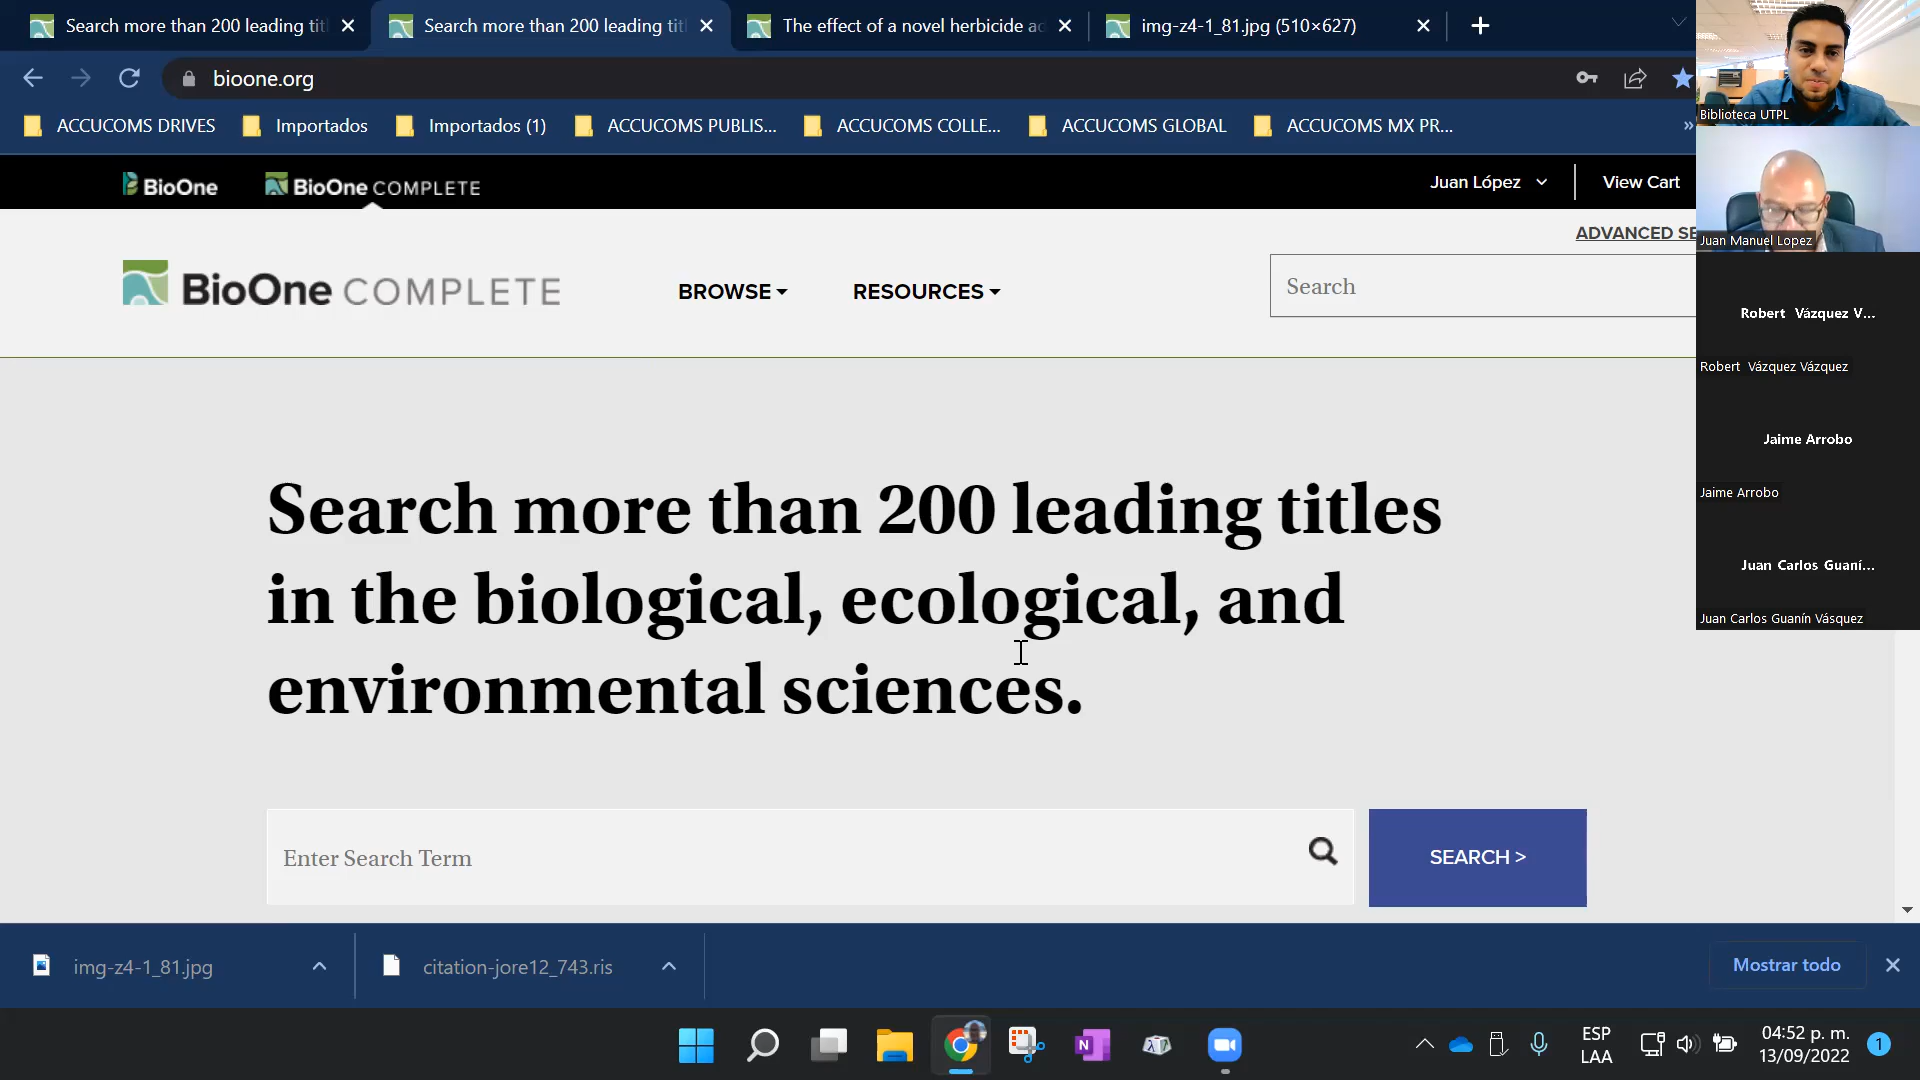 Search more than 200 leading tit
Search more than 200 leading tit
The effect of a novel herbicide ad
img-z4-1_81.jpg (510×627)
bioone.org
ACCUCOMS DRIVES
Importados
Importados (1)
ACCUCOMS PUBLIS...
ACCUCOMS COLLE...
ACCUCOMS GLOBAL
ACCUCOMS MX PR...
»
BioOne
BioOne COMPLETE
Juan López
View Cart
ADVANCED SE
BioOne COMPLETE
BROWSE
RESOURCES
Search
Search more than 200 leading titles
in the biological, ecological, and
environmental sciences.
Enter Search Term
SEARCH >
Biblioteca UTPL
Juan Manuel Lopez
Robert Vázquez V...
Robert Vázquez Vázquez
Jaime Arrobo
Jaime Arrobo
Juan Carlos Guaní...
Juan Carlos Guanín Vásquez
img-z4-1_81.jpg
citation-jore12_743.ris
Mostrar todo
N
ESP
LAA
04:52 p. m.
13/09/2022
1